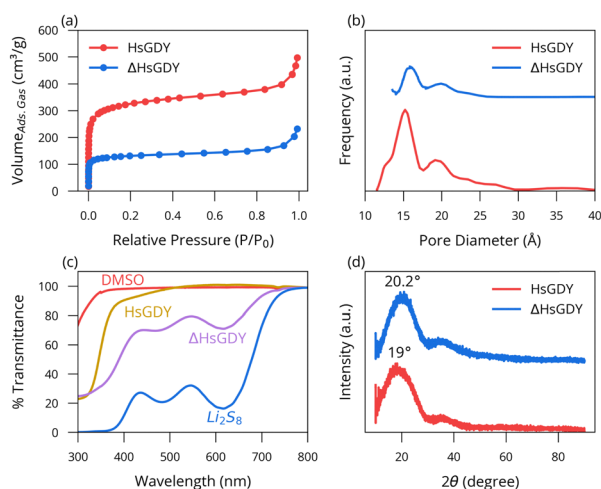 (a)
HsGDY
ΔHsGDY
Volume_Ads. Gas (cm³/g)
600
500
400
300
200
100
0
0.0 0.2 0.4 0.6 0.8 1.0
Relative Pressure (P/P₀)
(b)
HsGDY
ΔHsGDY
Frequency (a.u.)
10 15 20 25 30 35 40
Pore Diameter (Å)
(c)
DMSO
HsGDY
ΔHsGDY
Li₂S₈
% Transmittance
100
80
60
40
20
0
300 400 500 600 700 800
Wavelength (nm)
(d)
20.2°
HsGDY
ΔHsGDY
19°
Intensity (a.u.)
20 40 60 80
2θ (degree)